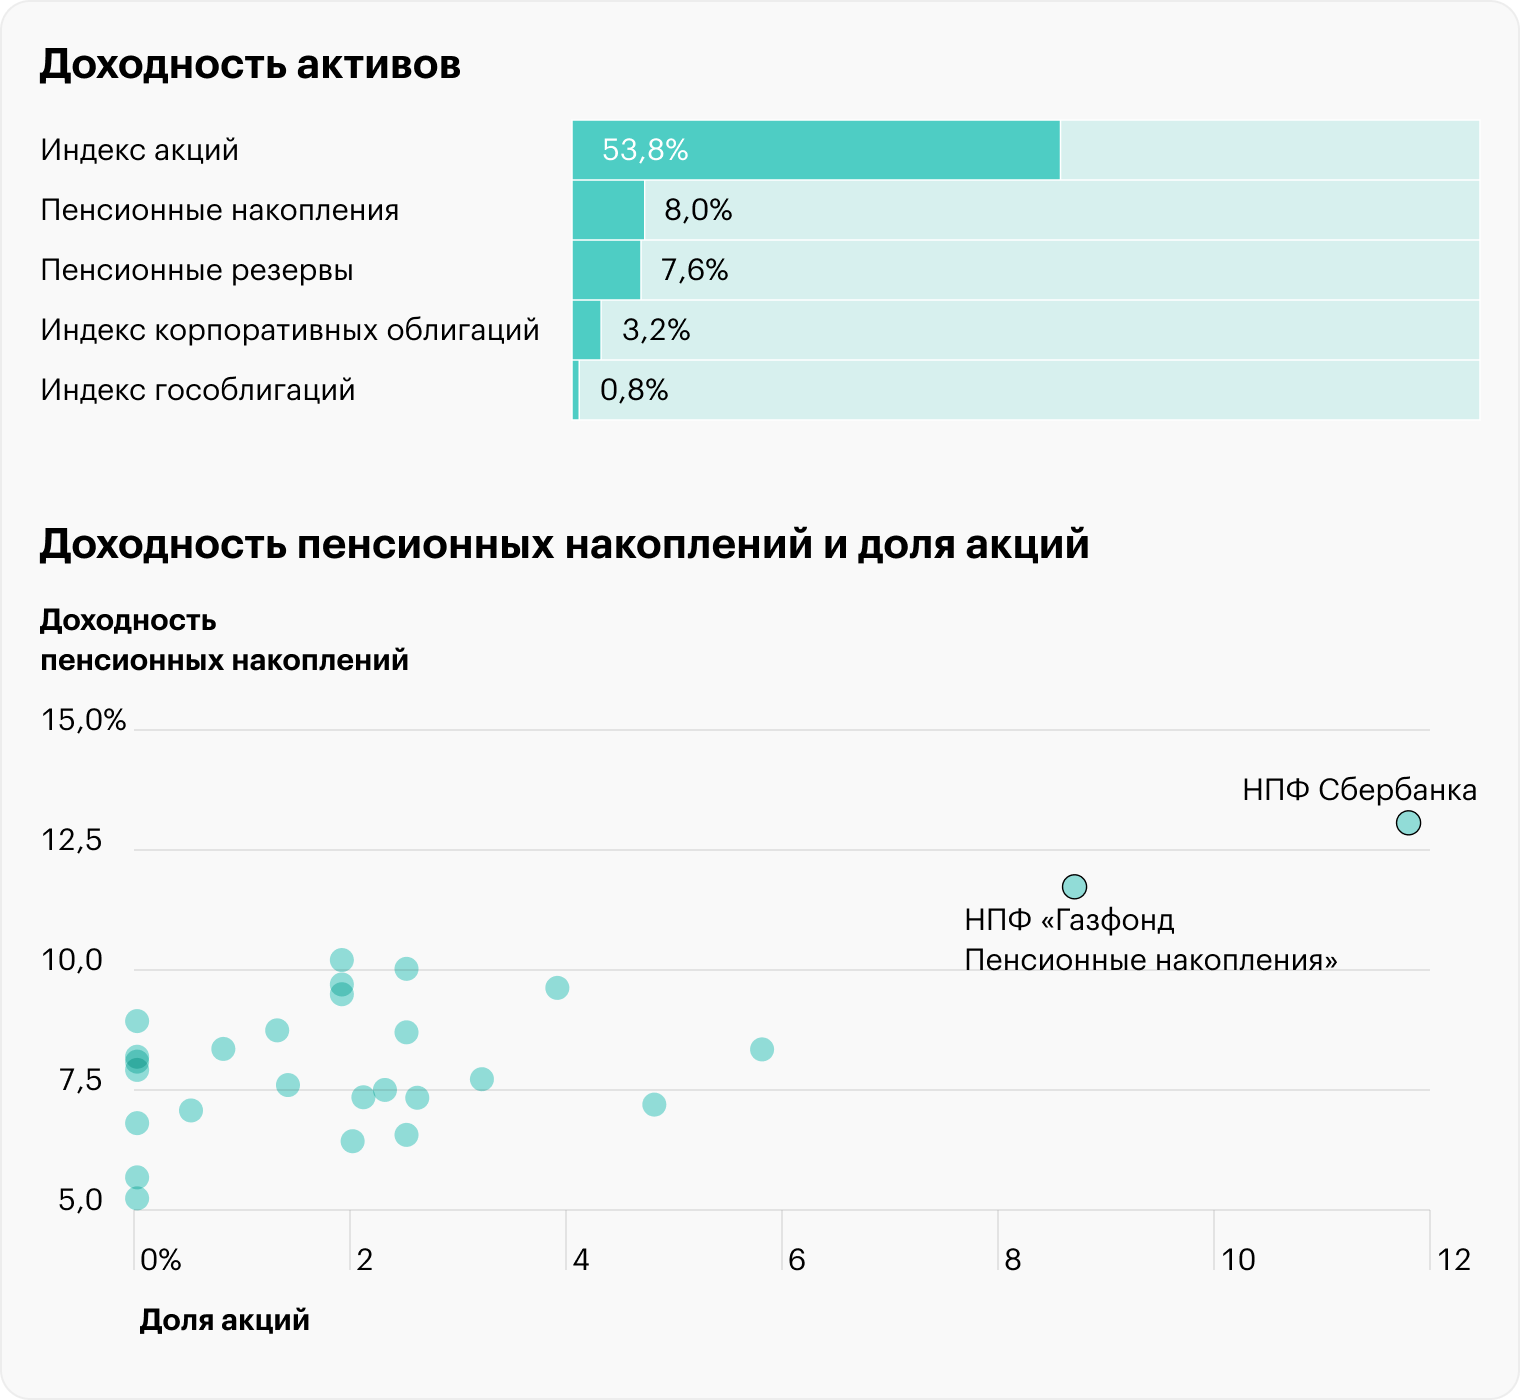 Доходность активов
Индекс акций 53,8%
Пенсионные накопления 8,0%
Пенсионные резервы 7,6%
Индекс корпоративных облигаций 3,2%
Индекс гособлигаций 0,8%
Доходность пенсионных накоплений и доля акций
Доходность
пенсионных накоплений
15,0%
НПФ Сбербанка
12,5
НПФ «Газфонд
Пенсионные накопления»
10,0
7,5
5,0
0% 2 4 6 8 10 12
Доля акций